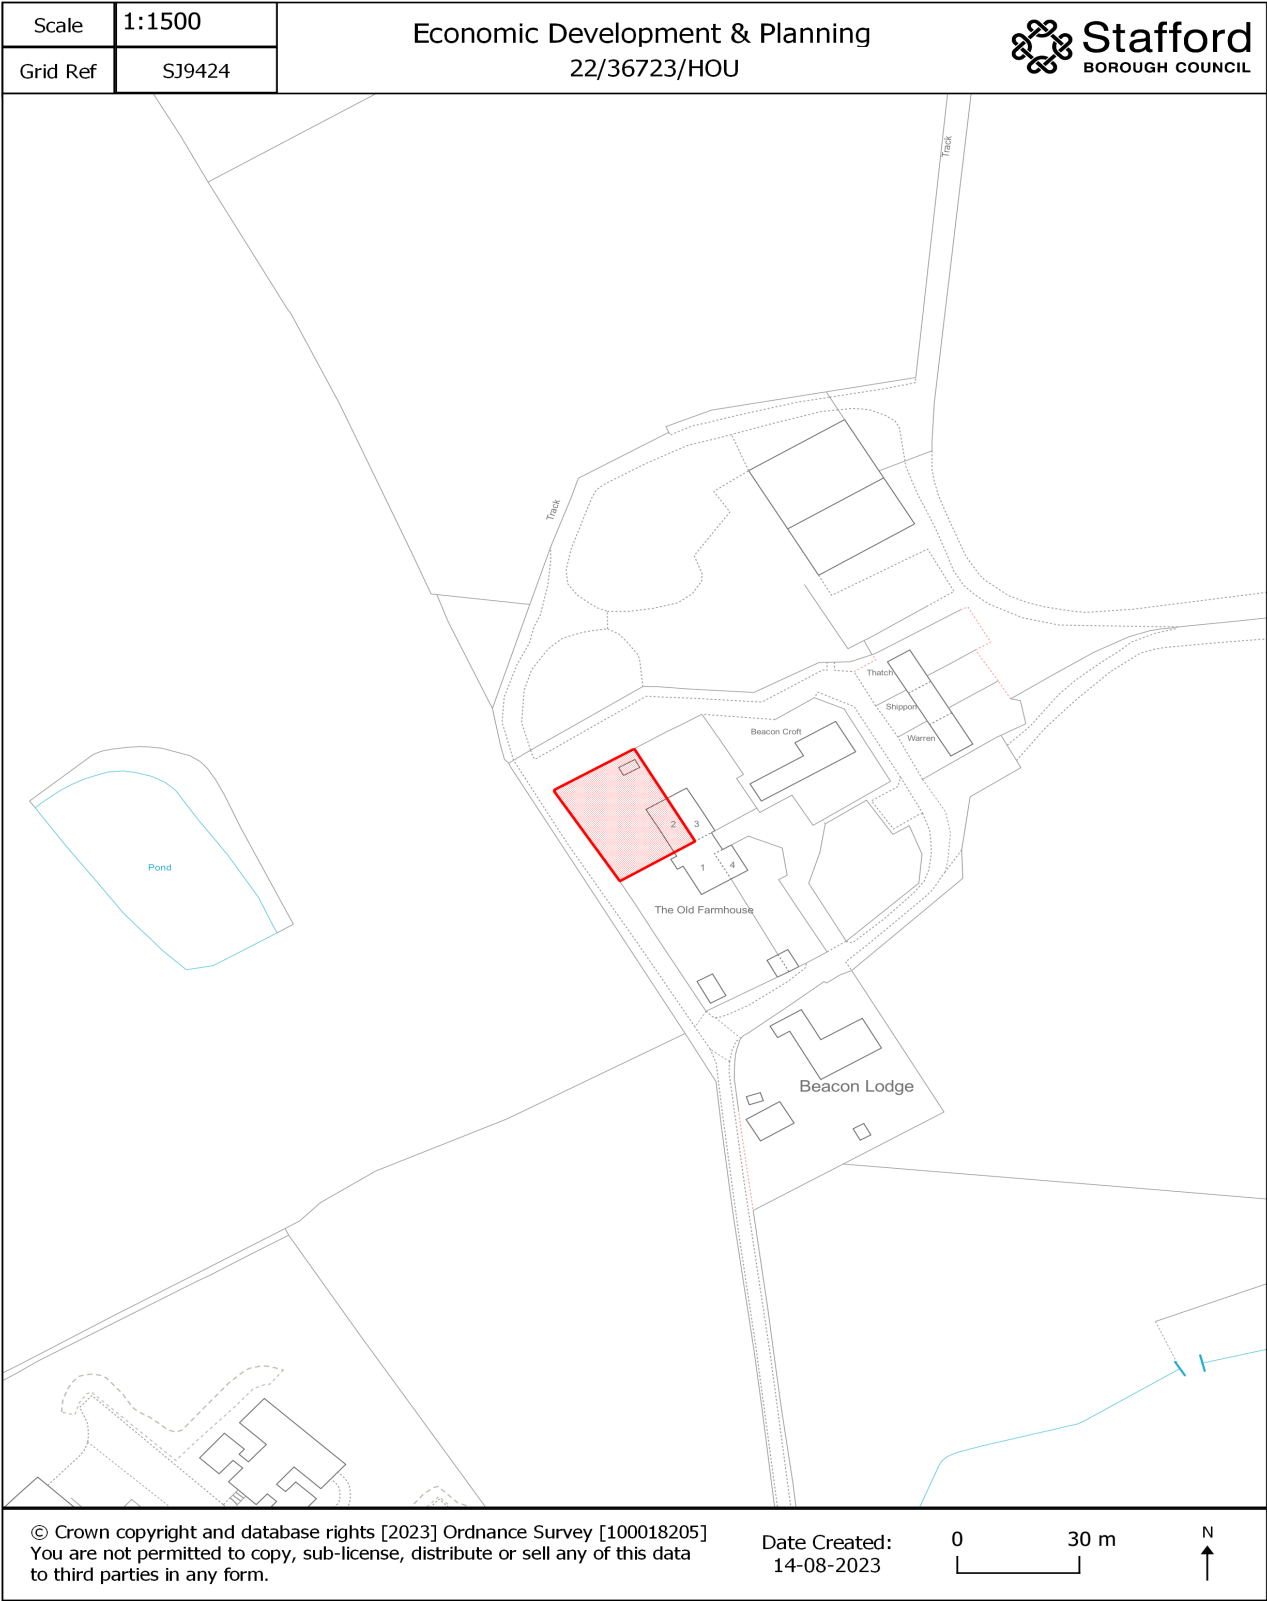 Scale
1:1500
Grid Ref
SJ9424
Economic Development & Planning
22/36723/HOU
Stafford
BOROUGH COUNCIL
Track
Track
Thatch
Shippon
Warren
Beacon Croft
2
3
1
4
Pond
The Old Farmhouse
Beacon Lodge
© Crown copyright and database rights [2023] Ordnance Survey [100018205]
You are not permitted to copy, sub-license, distribute or sell any of this data
to third parties in any form.
Date Created:
14-08-2023
0
30 m
N